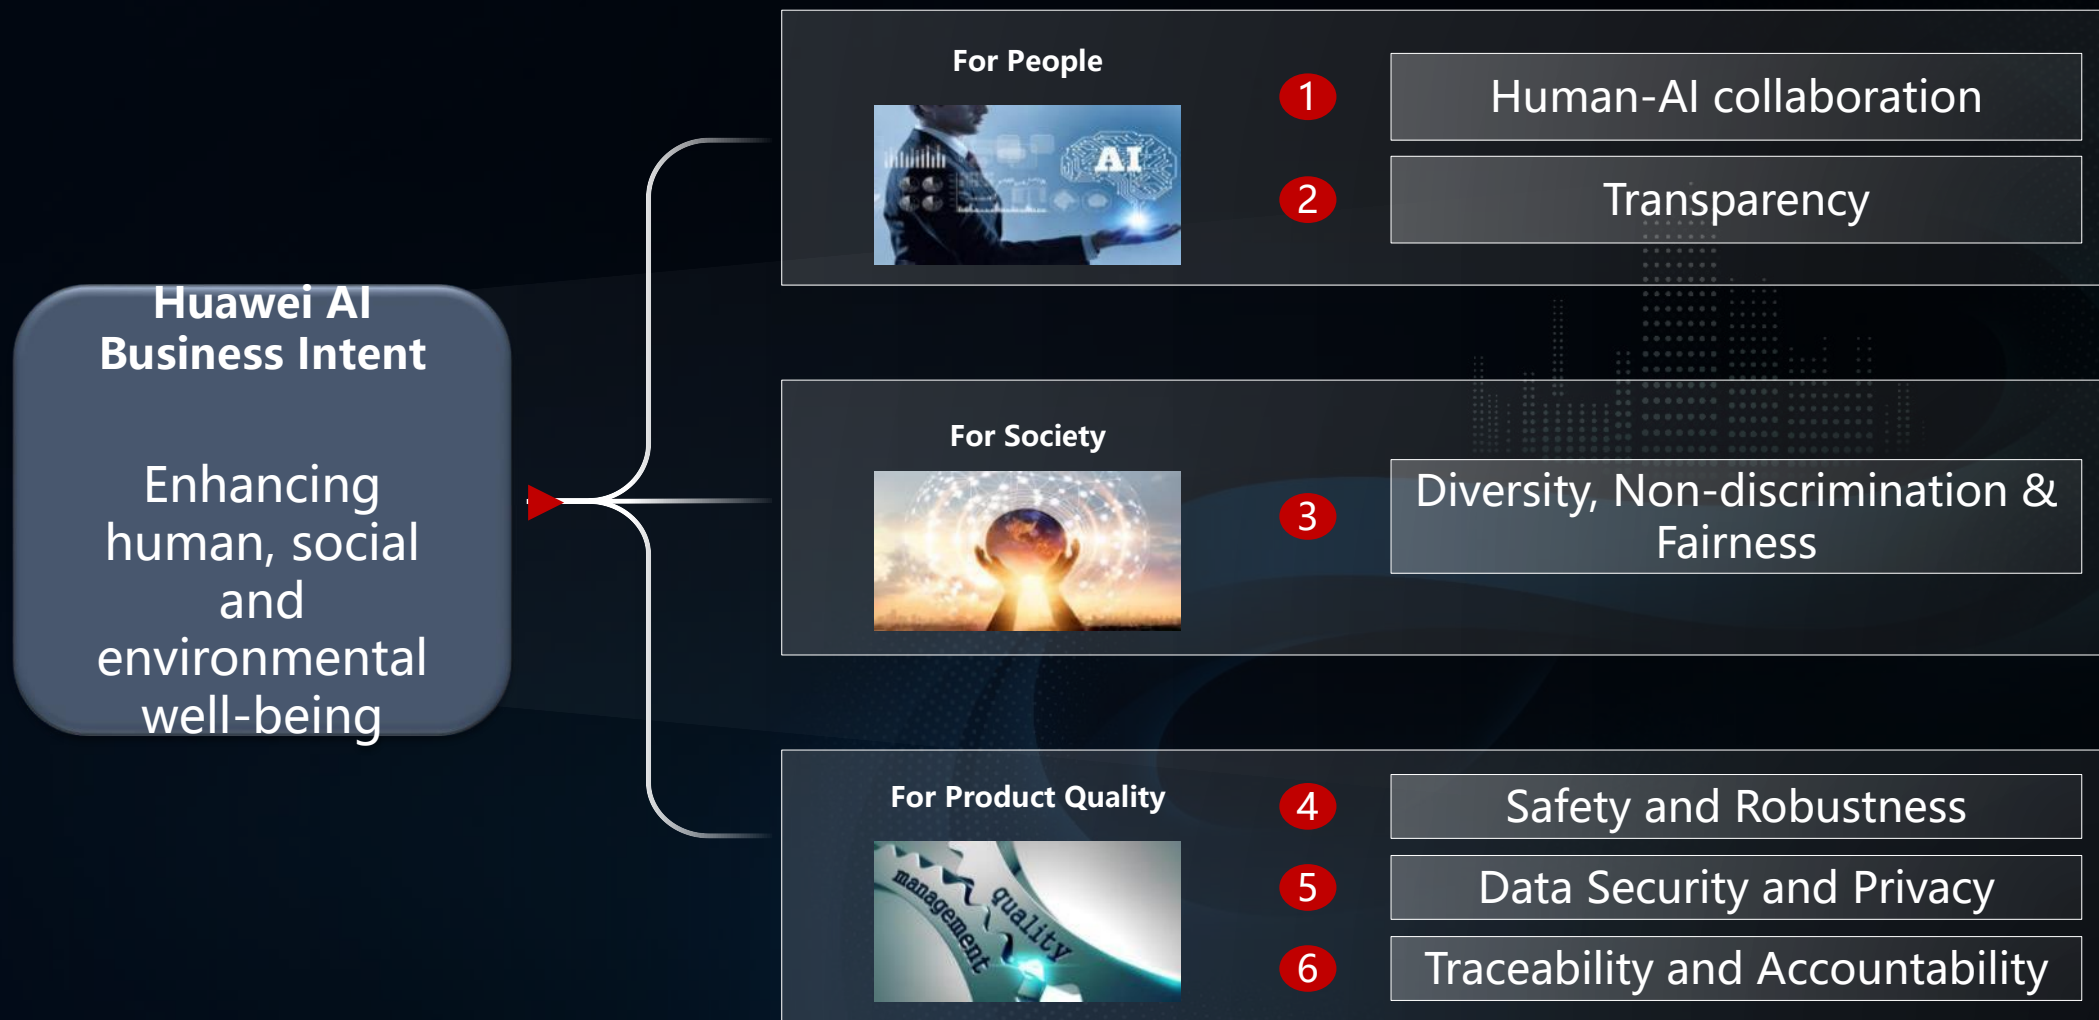 Huawei AI
Business Intent
Enhancing
human, social
and
environmental
well-being
For People
AI
1
Human-AI collaboration
2
Transparency
For Society
3
Diversity, Non-discrimination &
Fairness
For Product Quality
management
quality
4
Safety and Robustness
5
Data Security and Privacy
6
Traceability and Accountability